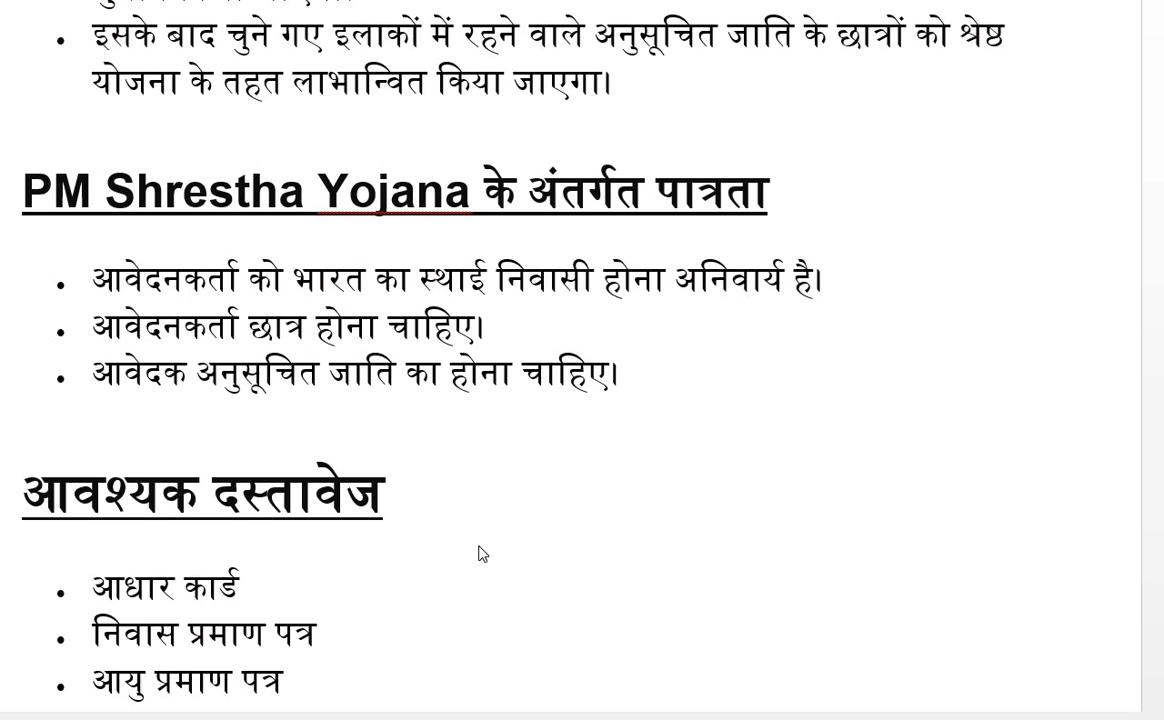 • इसके बाद चुने गए इलाकों में रहने वाले अनुसूचित जाति के छात्रों को श्रेष्ठ
योजना के तहत लाभान्वित किया जाएगा।
PM Shrestha Yojana के अंतर्गत पात्रता
• आवेदनकर्ता को भारत का स्थाई निवासी होना अनिवार्य है।
• आवेदनकर्ता छात्र होना चाहिए।
• आवेदक अनुसूचित जाति का होना चाहिए।
आवश्यक दस्तावेज
• आधार कार्ड
• निवास प्रमाण पत्र
• आयु प्रमाण पत्र